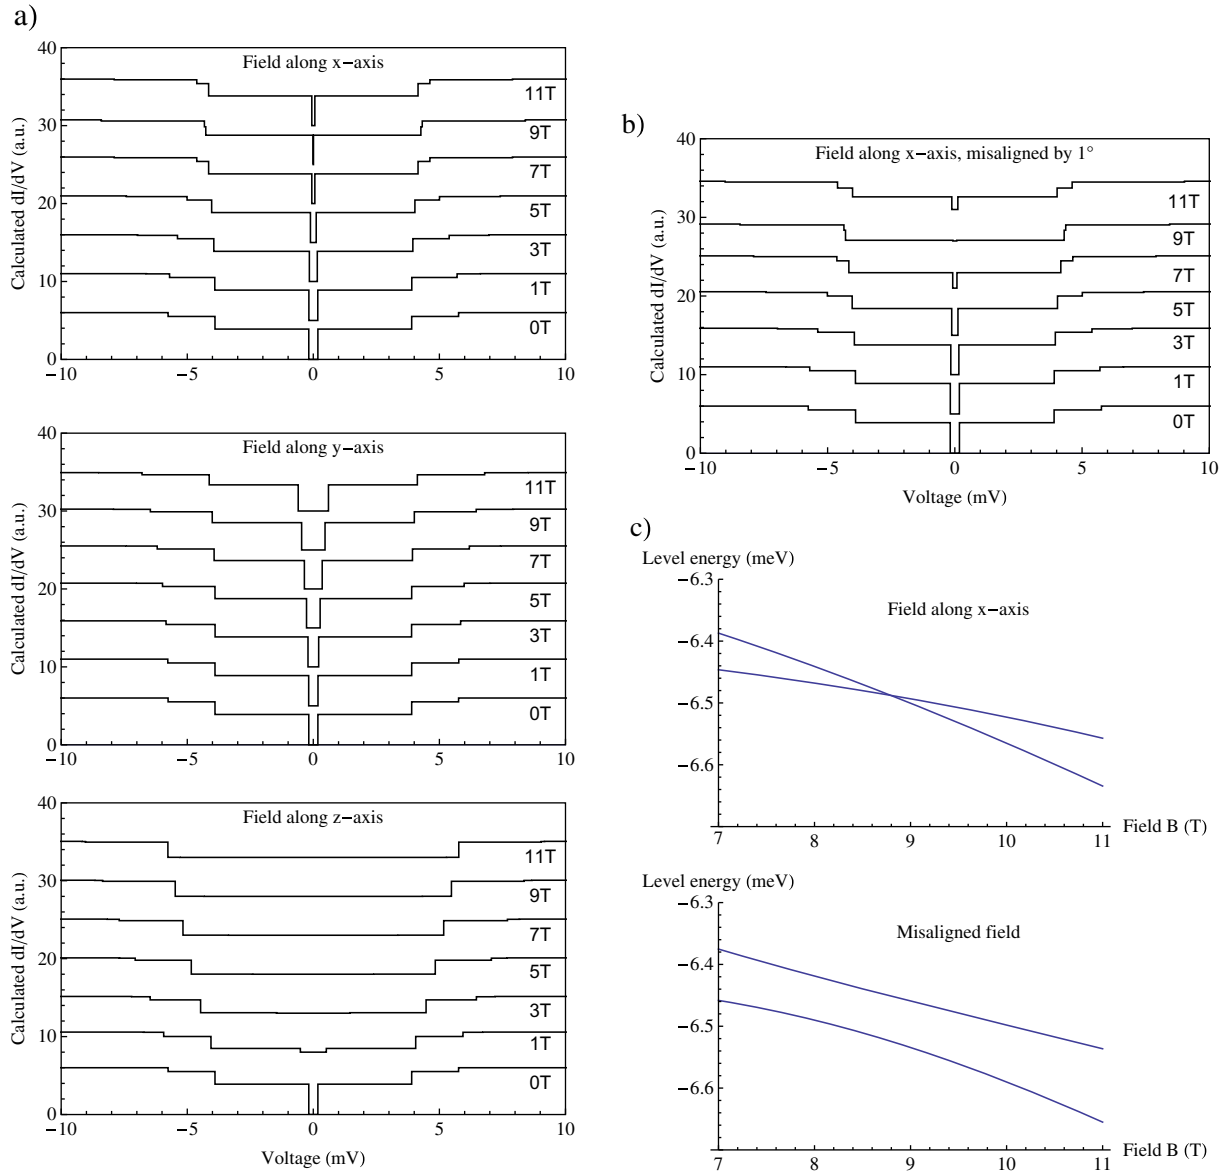 a)
Field along x-axis
Calculated dI/dV (a.u.)
40
30
20
10
0
11T
9T
7T
5T
3T
1T
0T
-10
-5
0
5
10
Field along y-axis
Calculated dI/dV (a.u.)
40
30
20
10
0
11T
9T
7T
5T
3T
1T
0T
-10
-5
0
5
10
Field along z-axis
Calculated dI/dV (a.u.)
40
30
20
10
0
11T
9T
7T
5T
3T
1T
0T
-10
-5
0
5
10
Voltage (mV)
b)
Field along x-axis, misaligned by 1°
Calculated dI/dV (a.u.)
40
30
20
10
0
11T
9T
7T
5T
3T
1T
0T
-10
-5
0
5
10
Voltage (mV)
c)
Level energy (meV)
Field along x-axis
-6.3
-6.4
-6.5
-6.6
7
8
9
10
11
Field B (T)
Level energy (meV)
Misaligned field
-6.3
-6.4
-6.5
-6.6
7
8
9
10
11
Field B (T)